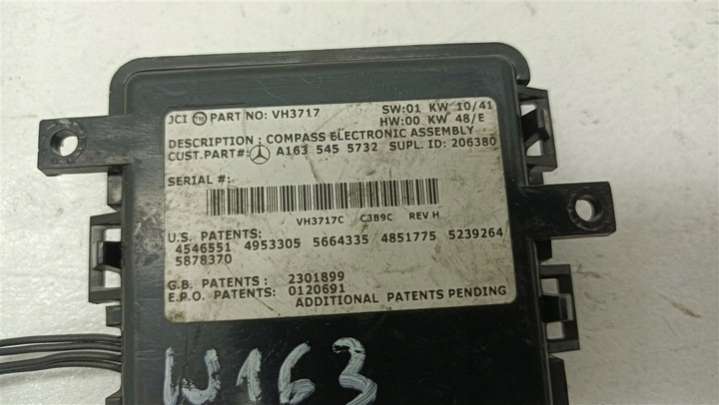 JCI PART NO: VH3717 SW:01 KW 10/41
HW:00 KW 48/E
DESCRIPTION : COMPASS ELECTRONIC ASSEMBLY
CUST.PART#: A163 545 5732 SUPL. ID: 206380
SERIAL #:
VH3717C C3B9C REV H
U.S. PATENTS:
4546551 4953305 5664335 4851775 5239264
5878370
G.B. PATENTS : 2301899
E.P.O. PATENTS: 0120691
ADDITIONAL PATENTS PENDING
W163